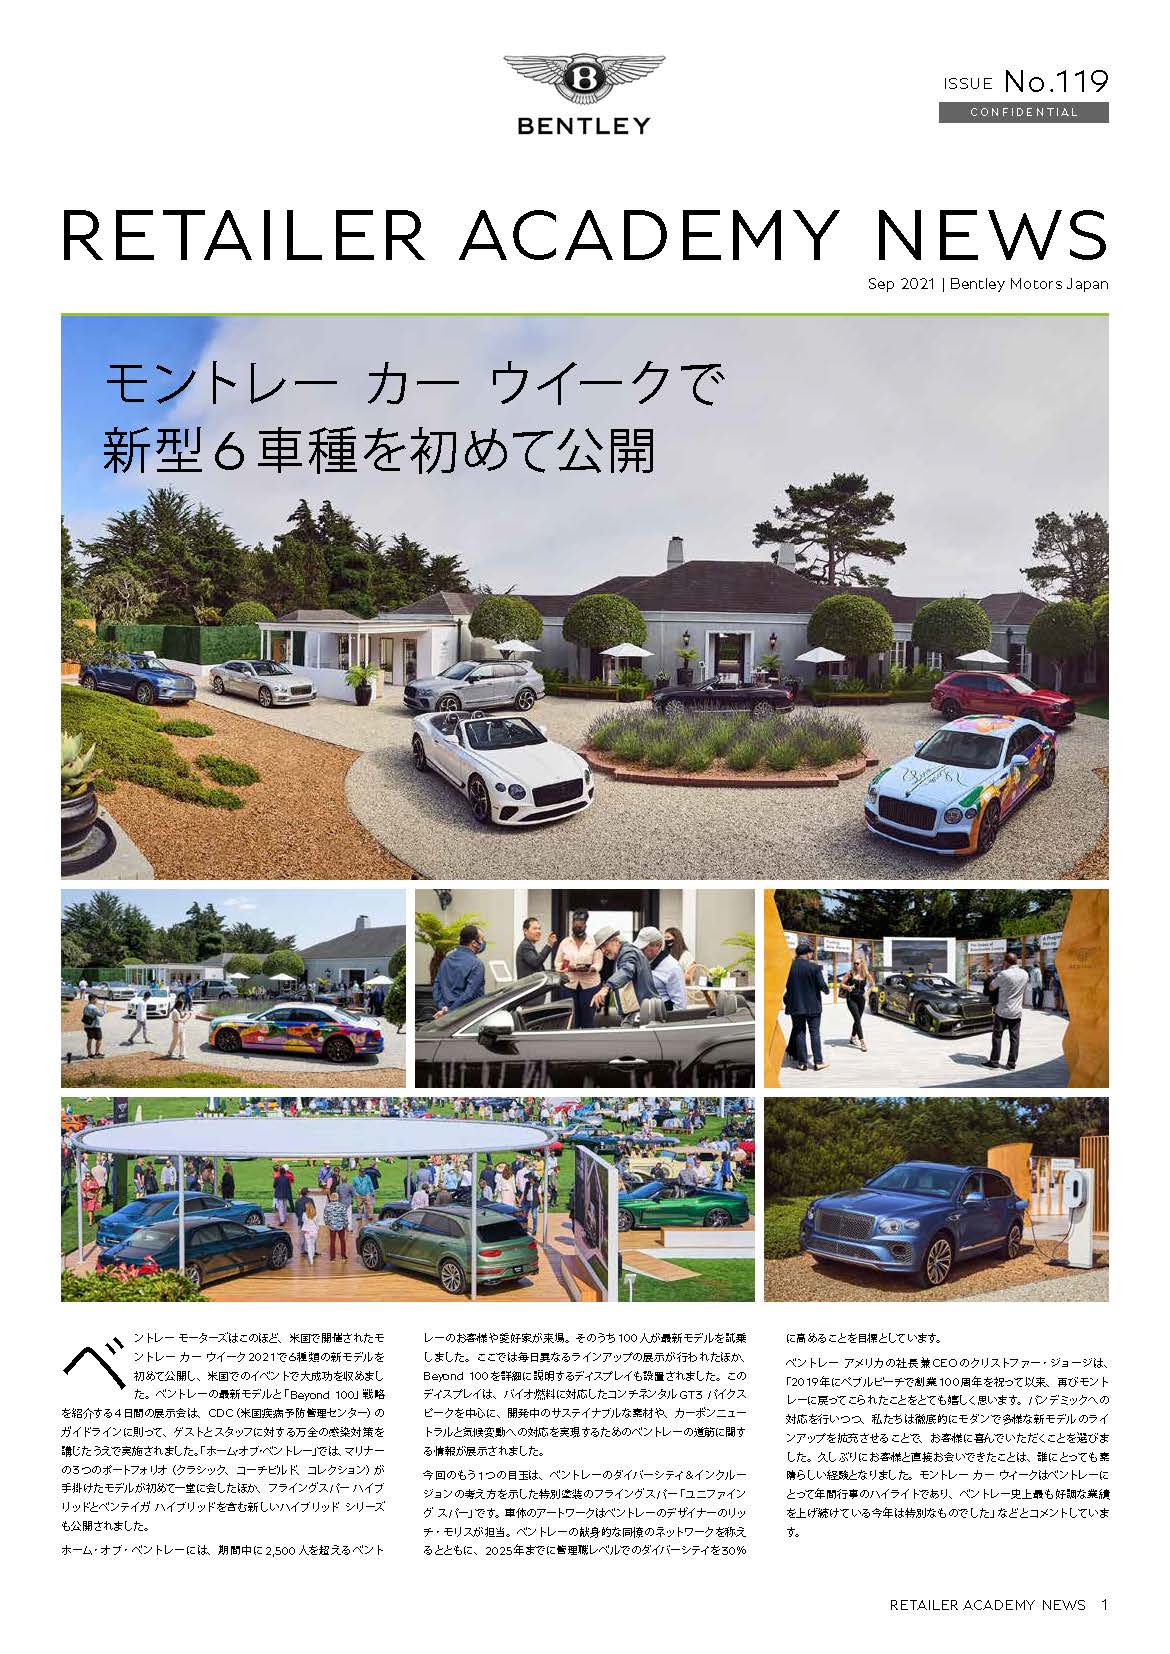 BENTLEY
ISSUE No.119
CONFIDENTIAL
RETAILER ACADEMY NEWS
Sep 2021 | Bentley Motors Japan
モントレー カー ウイークで
新型6車種を初めて公開
ベントレー モーターズはこのほど、米国で開催されたモ
ントレー カー ウイーク2021で6種類の新モデルを
初めて公開し、米国でのイベントで大成功を収めまし
た。ベントレーの最新モデルと「Beyond 100」戦略
を紹介する4日間の展示会は、CDC（米国疾病予防管理センター）の
ガイドラインに則って、ゲストとスタッフに対する万全の感染対策を
講じたうえで実施されました。「ホーム・オブ・ベントレー」では、マリナー
の3つのポートフォリオ（クラシック、コーチビルド、コレクション）が
手掛けたモデルが初めて一堂に会したほか、フライングスパー ハイブ
リッドとベンテイガ ハイブリッドを含む新しいハイブリッド シリーズ
も公開されました。
ホーム・オブ・ベントレーには、期間中に2,500人を超えるベント
レーのお客様や愛好家が来場。そのうち100人が最新モデルを試乗
しました。ここでは毎日異なるラインアップの展示が行われたほか、
Beyond 100を詳細に説明するディスプレイも設置されました。この
ディスプレイは、バイオ燃料に対応したコンチネンタルGT3 パイクス
ピークを中心に、開発中のサステイナブルな素材や、カーボンニュー
トラルと気候変動への対応を実現するためのベントレーの道筋に関す
る情報が展示されました。
今回のもう1つの目玉は、ベントレーのダイバーシティ＆インクルー
ジョンの考え方を示した特別塗装のフライングスパー「ユニファイン
グ スパー」です。車体のアートワークはベントレーのデザイナーのリッ
チ・モリスが担当。ベントレーの献身的な同僚のネットワークを称え
るとともに、2025年までに管理職レベルでのダイバーシティを30%
に高めることを目標としています。
ベントレー アメリカの社長兼CEOのクリストファー・ジョージは、
「2019年にペブルビーチで創業100周年を祝って以来、再びモント
レーに戻ってこられたことをとても嬉しく思います。パンデミックへの
対応を行いつつ、私たちは徹底的にモダンで多様な新モデルのライ
ンアップを拡充させることで、お客様に喜んでいただくことを選びま
した。久しぶりにお客様と直接お会いできたことは、誰にとっても素
晴らしい経験となりました。モントレー カー ウィークはベントレーに
とって年間行事のハイライトであり、ベントレー史上最も好調な業績
を上げ続けている今年は特別なものでした」などとコメントしていま
す。
RETAILER ACADEMY NEWS 1